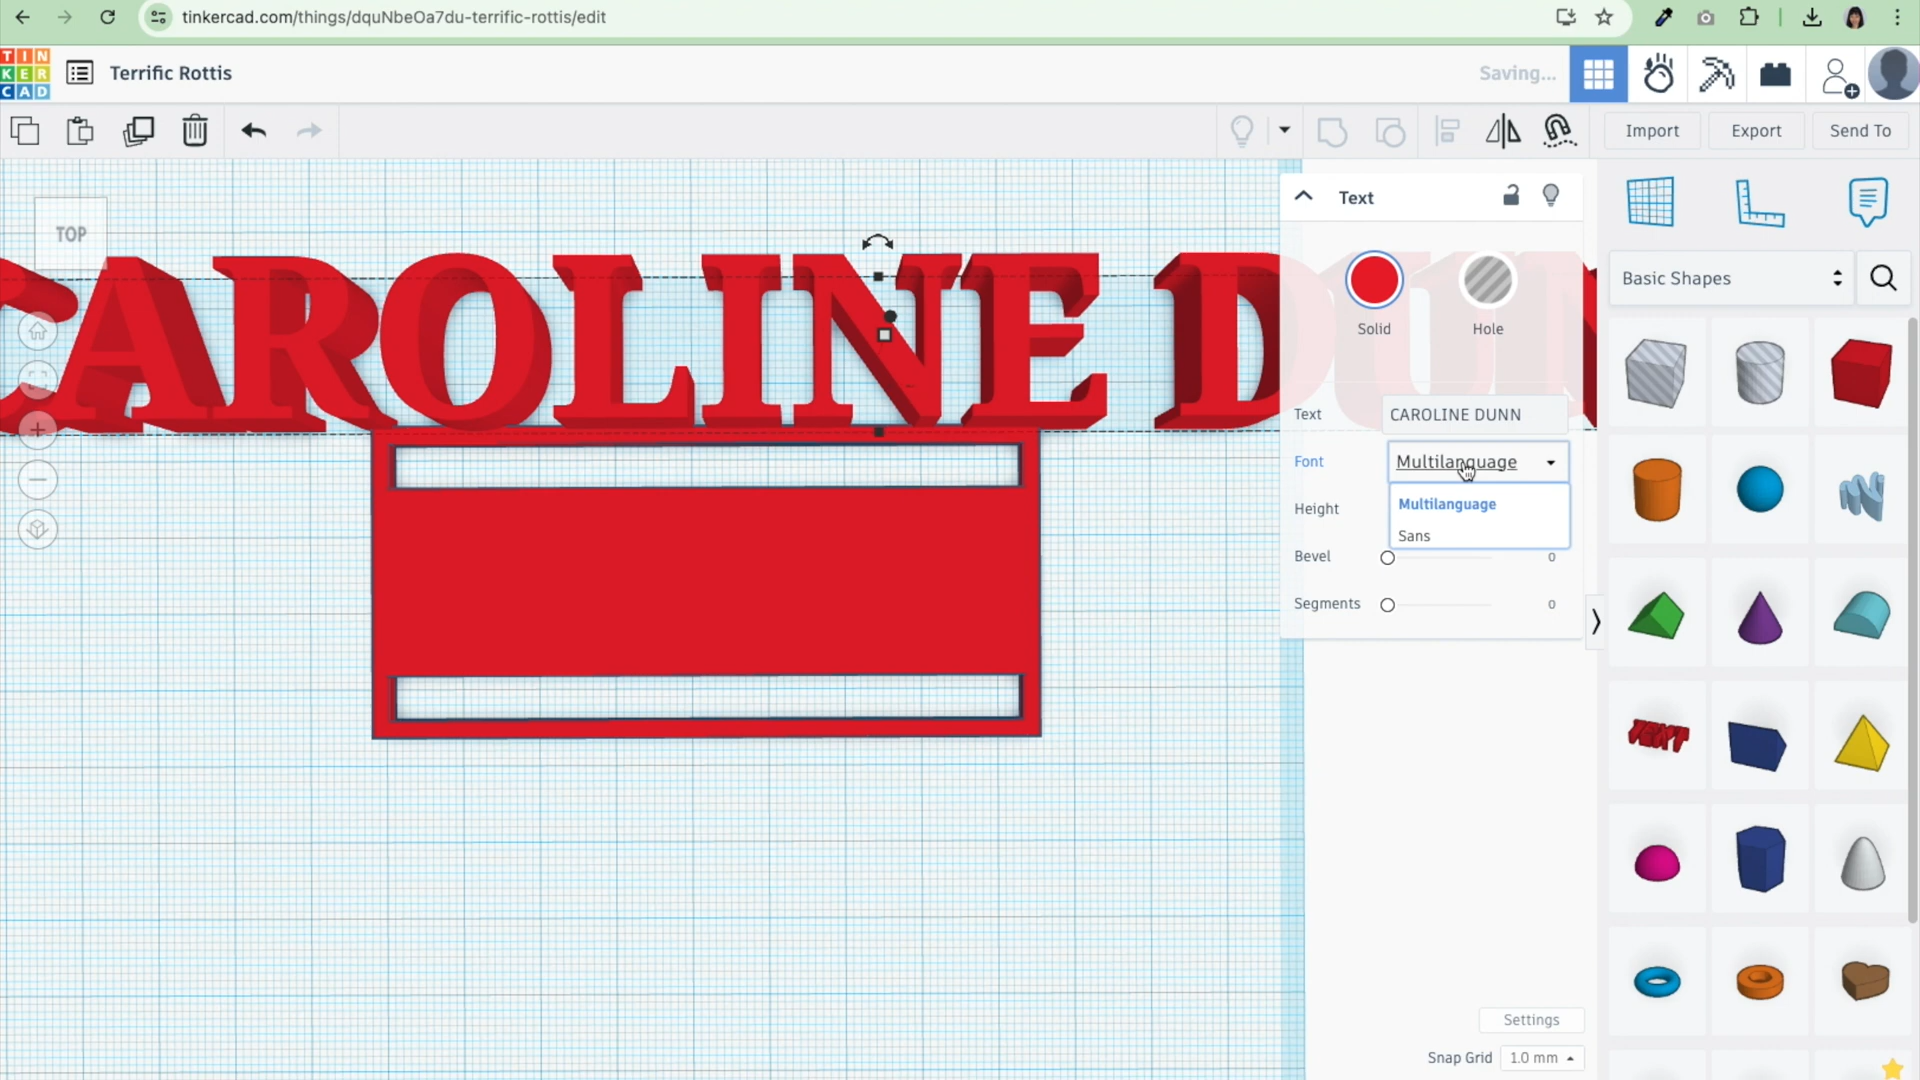 tinkercad.com/things/dquNbeOa7du-terrific-rottis/edit
TIN
KER
CAD
Terrific Rottis
Saving...
Import
Export
Send To
TOP
CAROLINE DUN
Text
Solid
Hole
Text
CAROLINE DUNN
Font
Multilanguage
Multilanguage
Sans
Height
Bevel
0
Segments
0
Basic Shapes
TEXT
Settings
Snap Grid
1.0 mm